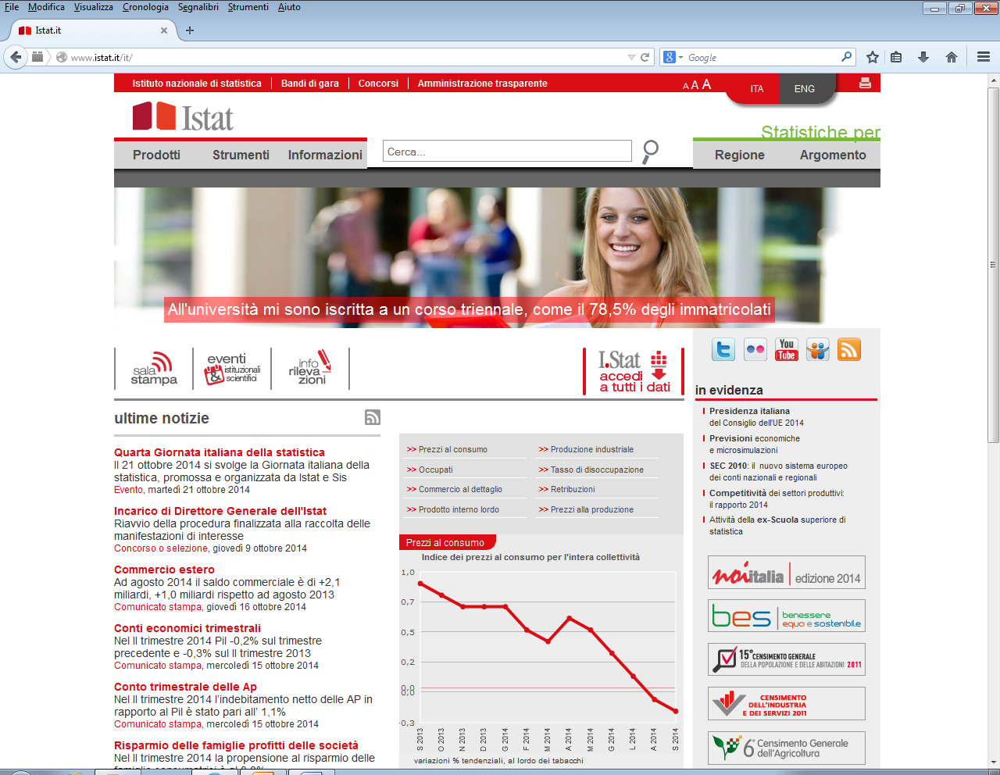 File Modifica Visualizza Cronologia Segnalibri Strumenti Aiuto
Istat.it
www.istat.it/it/
Google
Istituto nazionale di statistica Bandi di gara Concorsi Amministrazione trasparente
A A A
ITA ENG
Istat
Statistiche per
Prodotti Strumenti Informazioni
Cerca...
Regione Argomento
All'università mi sono iscritta a un corso triennale, come il 78,5% degli immatricolati
sala
stampa
eventi
& istituzionali
scientifici
info
rileva
zioni
I.Stat
accedi
a tutti i dati
You
Tube
in evidenza
Presidenza italiana
del Consiglio dell'UE 2014
Previsioni economiche
e microsimulazioni
SEC 2010: il nuovo sistema europeo
dei conti nazionali e regionali
Competitività dei settori produttivi:
il rapporto 2014
Attività della ex-Scuola superiore di
statistica
noi italia edizione 2014
bes benessere
equo e sostenibile
15° CENSIMENTO GENERALE
DELLA POPOLAZIONE E DELLE ABITAZIONI 2011
CENSIMENTO
DELL'INDUSTRIA
E DEI SERVIZI 2011
6° Censimento Generale
dell'Agricoltura
ultime notizie
Quarta Giornata italiana della statistica
Il 21 ottobre 2014 si svolge la Giornata italiana della
statistica, promossa e organizzata da Istat e Sis
Evento, martedì 21 ottobre 2014
Incarico di Direttore Generale dell'Istat
Riavvio della procedura finalizzata alla raccolta delle
manifestazioni di interesse
Concorso o selezione, giovedì 9 ottobre 2014
Commercio estero
Ad agosto 2014 il saldo commerciale è di +2,1
miliardi, +1,0 miliardi rispetto ad agosto 2013
Comunicato stampa, giovedì 16 ottobre 2014
Conti economici trimestrali
Nel II trimestre 2014 Pil -0,2% sul trimestre
precedente e -0,3% sul II trimestre 2013
Comunicato stampa, mercoledì 15 ottobre 2014
Conto trimestrale delle Ap
Nel II trimestre 2014 l'indebitamento netto delle AP in
rapporto al Pil è stato pari all' 1,1%
Comunicato stampa, mercoledì 15 ottobre 2014
Risparmio delle famiglie profitti delle società
Nel II trimestre 2014 la propensione al risparmio delle
>> Prezzi al consumo >> Produzione industriale
>> Occupati >> Tasso di disoccupazione
>> Commercio al dettaglio >> Retribuzioni
>> Prodotto interno lordo >> Prezzi alla produzione
Prezzi al consumo
Indice dei prezzi al consumo per l'intera collettività
1,0
0,7
0,5
0,2
0,0
0,0
-0,3
S 2013 O 2013 N 2013 D 2013 G 2014 F 2014 M 2014 A 2014 M 2014 G 2014 L 2014 A 2014 S 2014
variazioni % tendenziali, al lordo dei tabacchi